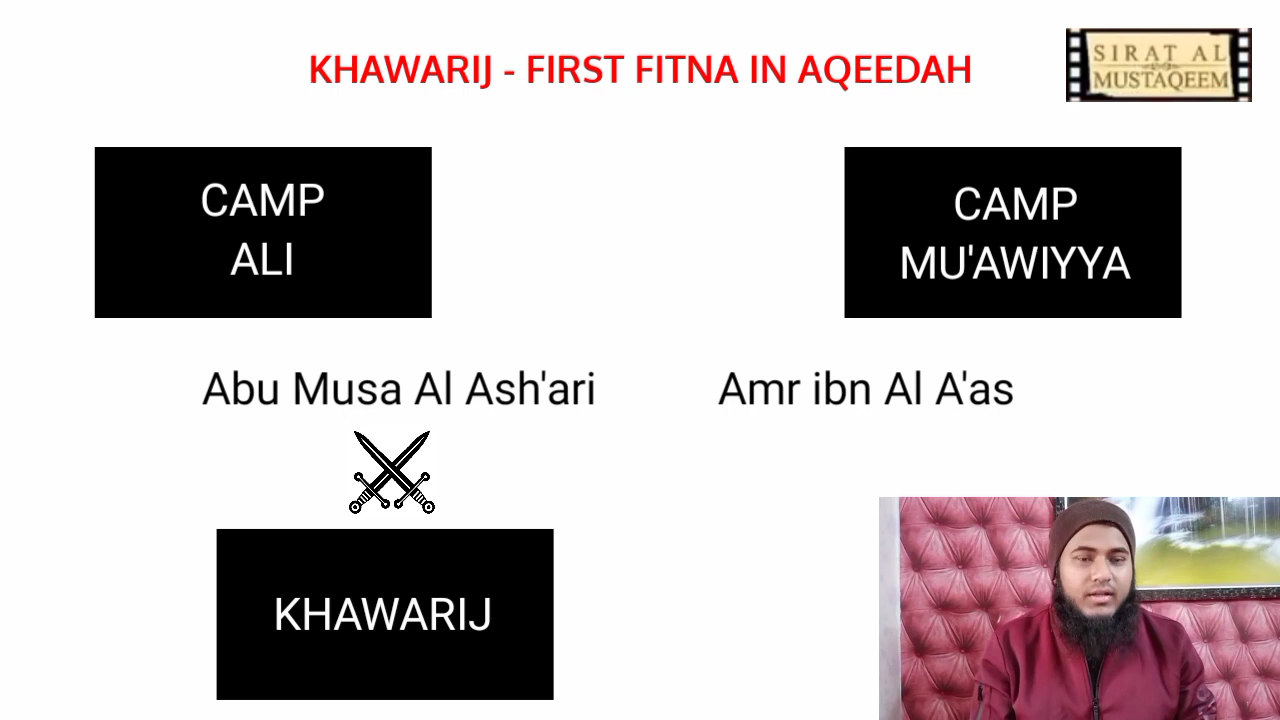 KHAWARIJ - FIRST FITNA IN AQEEDAH
SIRAT AL
MUSTAQEEM
CAMP
ALI
CAMP
MU'AWIYYA
Abu Musa Al Ash'ari
Amr ibn Al A'as
KHAWARIJ